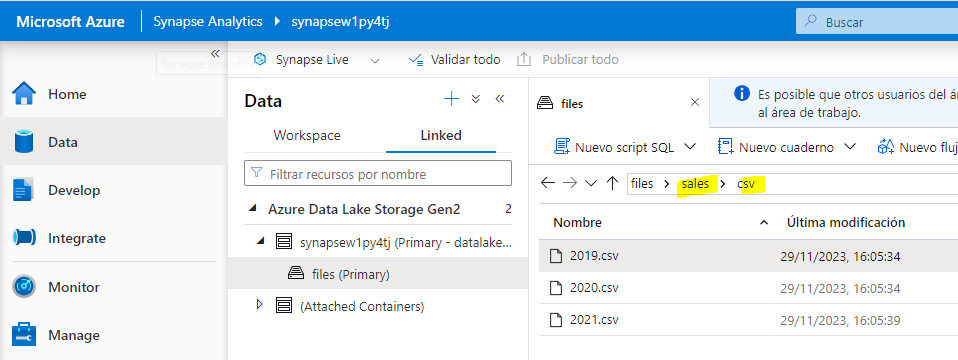 Microsoft Azure Synapse Analytics synapsew1py4tj Buscar
Synapse Analytics
Synapse Live Validar todo Publicar todo
Home
Data
Develop
Integrate
Monitor
Manage
Data
Workspace Linked
Filtrar recursos por nombre
Azure Data Lake Storage Gen2 2
synapsew1py4tj (Primary - datalake...
files (Primary)
(Attached Containers)
files
Es posible que otros usuarios del ár
al área de trabajo.
Nuevo script SQL Nuevo cuaderno Nuevo fluj
files sales csv
Nombre Última modificación
2019.csv 29/11/2023, 16:05:34
2020.csv 29/11/2023, 16:05:34
2021.csv 29/11/2023, 16:05:39